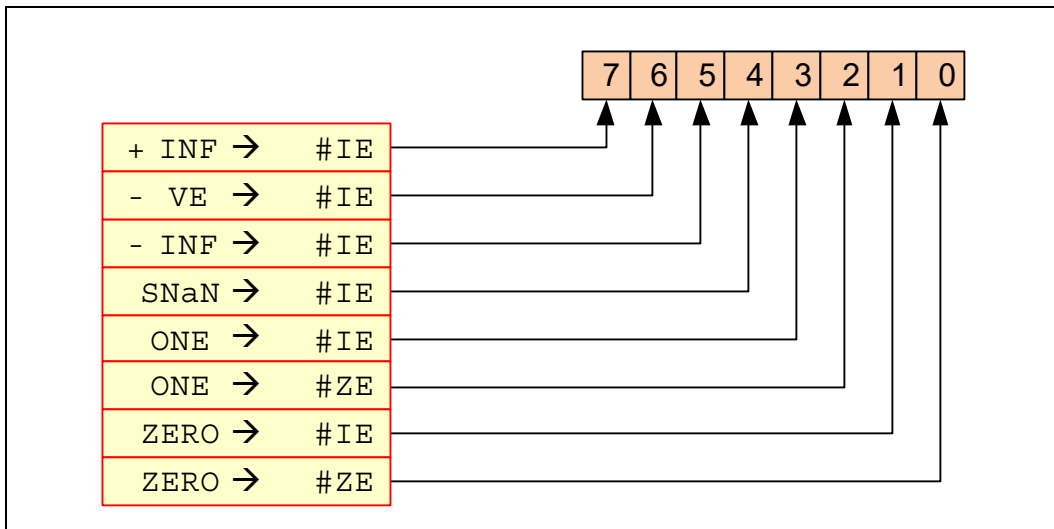 7 6 5 4 3 2 1 0
+ INF → #IE
- VE → #IE
- INF → #IE
SNaN → #IE
ONE → #IE
ONE → #ZE
ZERO → #IE
ZERO → #ZE